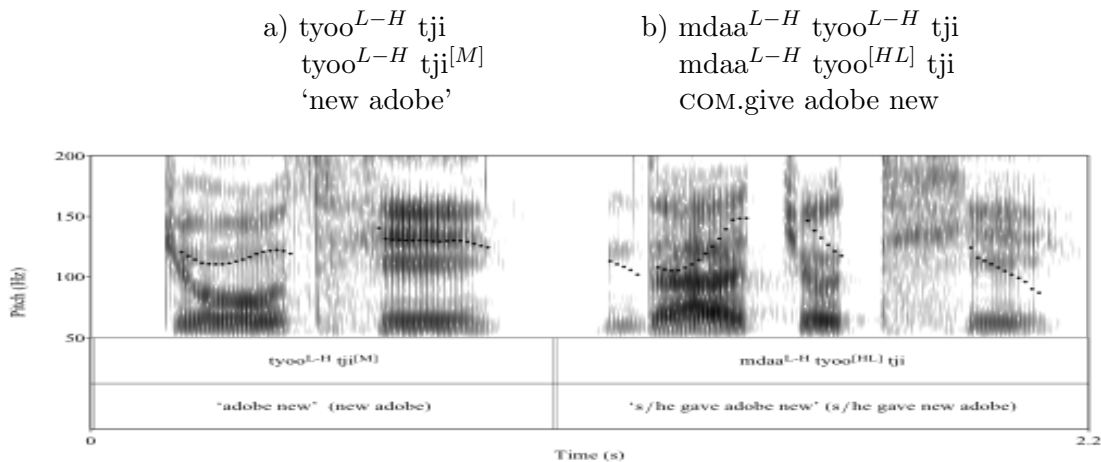 a) tyoo^{L−H} tji
tyoo^{L−H} tji^{[M]}
‘new adobe’
b) mdaa^{L−H} tyoo^{L−H} tji
mdaa^{L−H} tyoo^{[HL]} tji
COM.give adobe new
200
150
100
50
Pitch (Hz)
tyoo^{L-H} tji^{[M]}
mdaa^{L-H} tyoo^{[HL]} tji
‘adobe new’ (new adobe)
‘s/he gave adobe new’ (s/he gave new adobe)
0
2.2
Time (s)